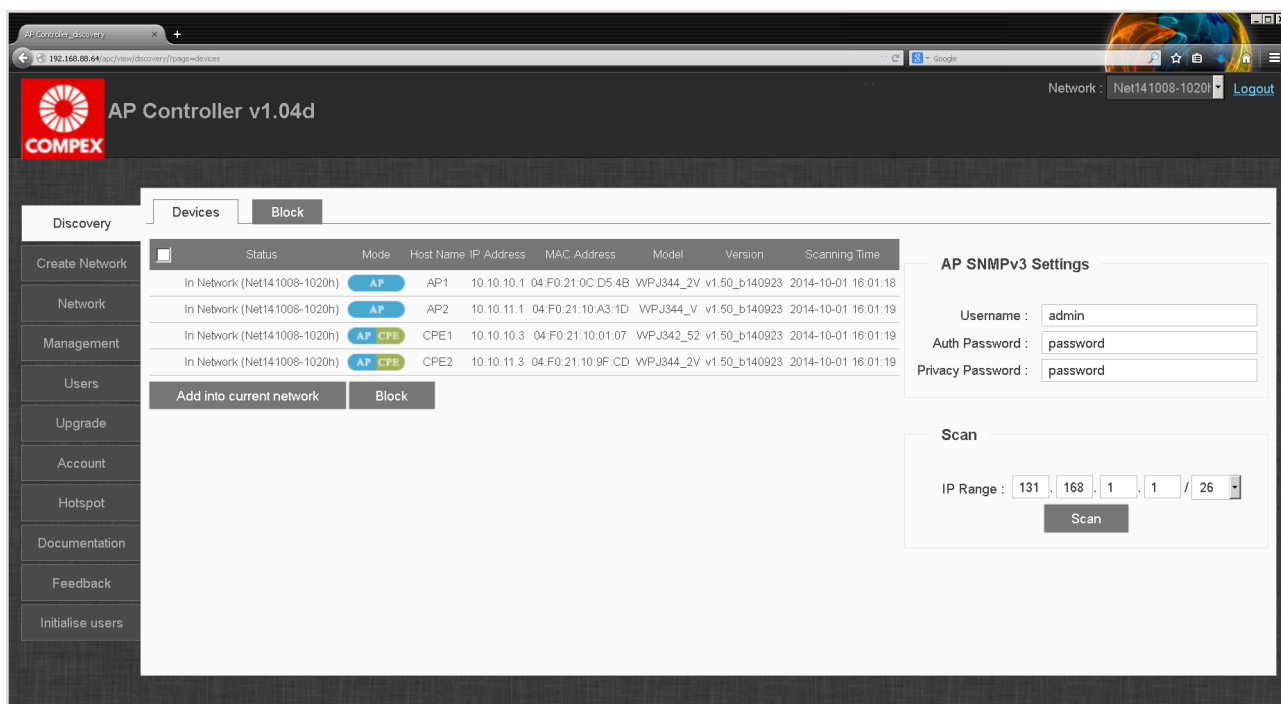 AP Controller_discovery × +
192.168.88.64/apc/view/discovery/?page=devices 8 Google
COMPEX
AP Controller v1.04d
Network : Net141008-1020h Logout
Devices Block
Discovery
Create Network
Network
Management
Users
Upgrade
Account
Hotspot
Documentation
Feedback
Initialise users
Status Mode Host Name IP Address MAC Address Model Version Scanning Time
In Network (Net141008-1020h) AP AP1 10.10.10.1 04:F0:21:0C:D5:4B WPJ344_2V v1.50_b140923 2014-10-01 16:01:18
In Network (Net141008-1020h) AP AP2 10.10.11.1 04:F0:21:10:A3:1D WPJ344_V v1.50_b140923 2014-10-01 16:01:19
In Network (Net141008-1020h) AP CPE CPE1 10.10.10.3 04:F0:21:10:01:07 WPJ342_52 v1.50_b140923 2014-10-01 16:01:19
In Network (Net141008-1020h) AP CPE CPE2 10.10.11.3 04:F0:21:10:9F:CD WPJ344_2V v1.50_b140923 2014-10-01 16:01:19
Add into current network Block
AP SNMPv3 Settings
Username : admin
Auth Password : password
Privacy Password : password
Scan
IP Range : 131 . 168 . 1 . 1 / 26
Scan